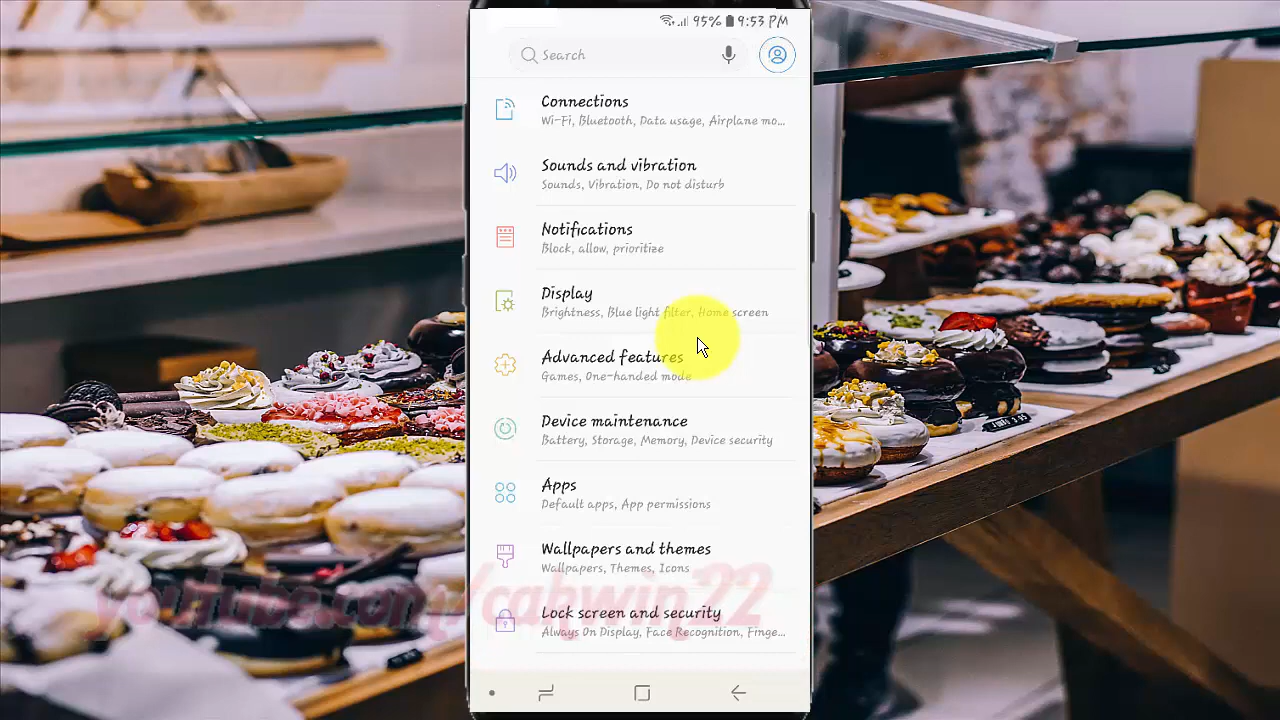 95% 9:53 PM
Search
Connections
Wi-Fi, Bluetooth, Data usage, Airplane mo...
Sounds and vibration
Sounds, Vibration, Do not disturb
Notifications
Block, allow, prioritize
Display
Brightness, Blue light filter, Home screen
Advanced features
Games, One-handed mode
Device maintenance
Battery, Storage, Memory, Device security
Apps
Default apps, App permissions
Wallpapers and themes
Wallpapers, Themes, Icons
youtube.com/cahwin22
Lock screen and security
Always On Display, Face Recognition, Finge...